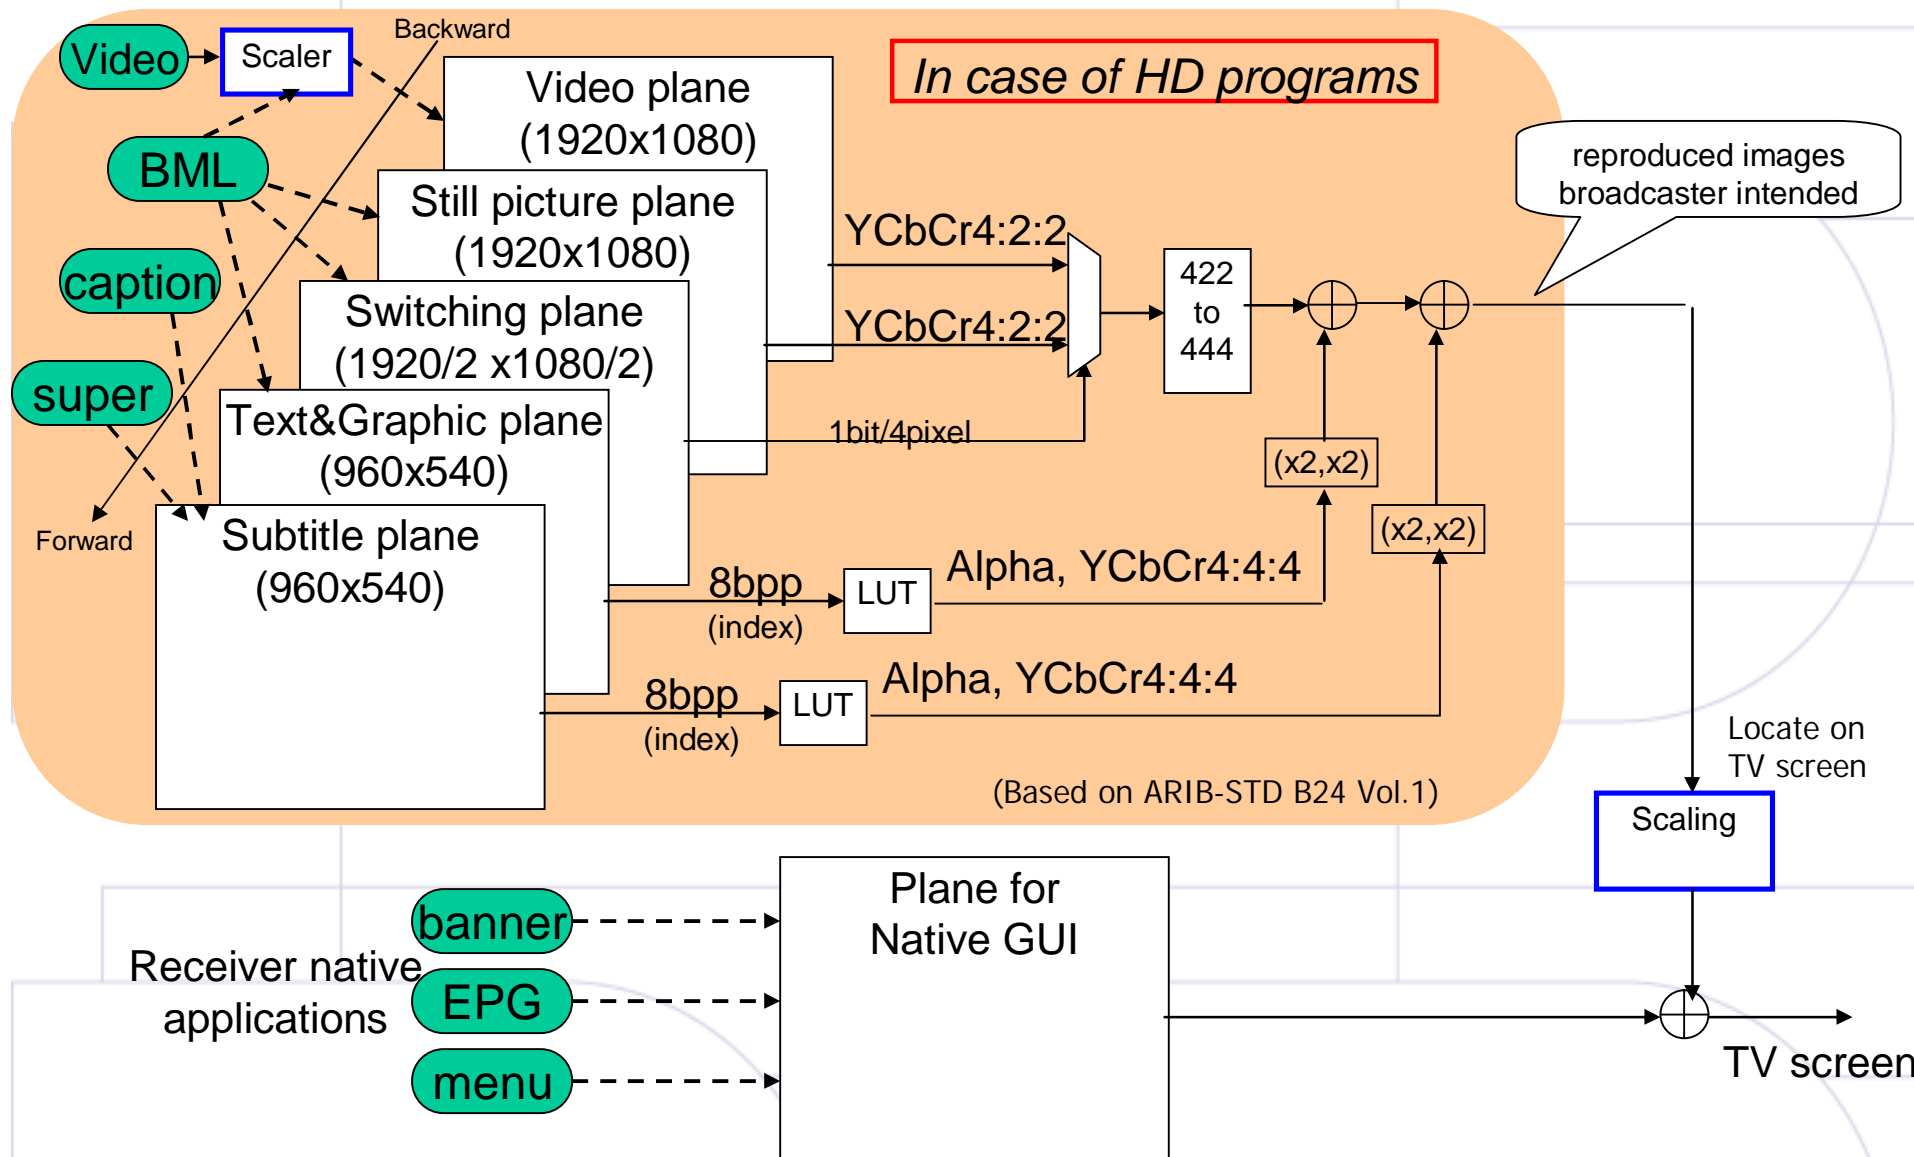 Backward
Video
Scaler
In case of HD programs
Video plane
(1920x1080)
BML
reproduced images
broadcaster intended
Still picture plane
(1920x1080)
YCbCr4:2:2
caption
422
to
444
Switching plane
(1920/2 x1080/2)
YCbCr4:2:2
super
Text&Graphic plane
(960x540)
1bit/4pixel
(x2,x2)
Forward
Subtitle plane
(960x540)
(x2,x2)
8bpp
(index)
LUT
Alpha, YCbCr4:4:4
8bpp
(index)
LUT
Alpha, YCbCr4:4:4
Locate on
TV screen
(Based on ARIB-STD B24 Vol.1)
Scaling
Plane for
Native GUI
banner
Receiver native
applications
EPG
menu
TV screen